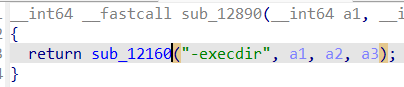 __int64 __fastcall sub_12890(__int64 a1, __i
{
return sub_12160("-execdir", a1, a2, a3);
}